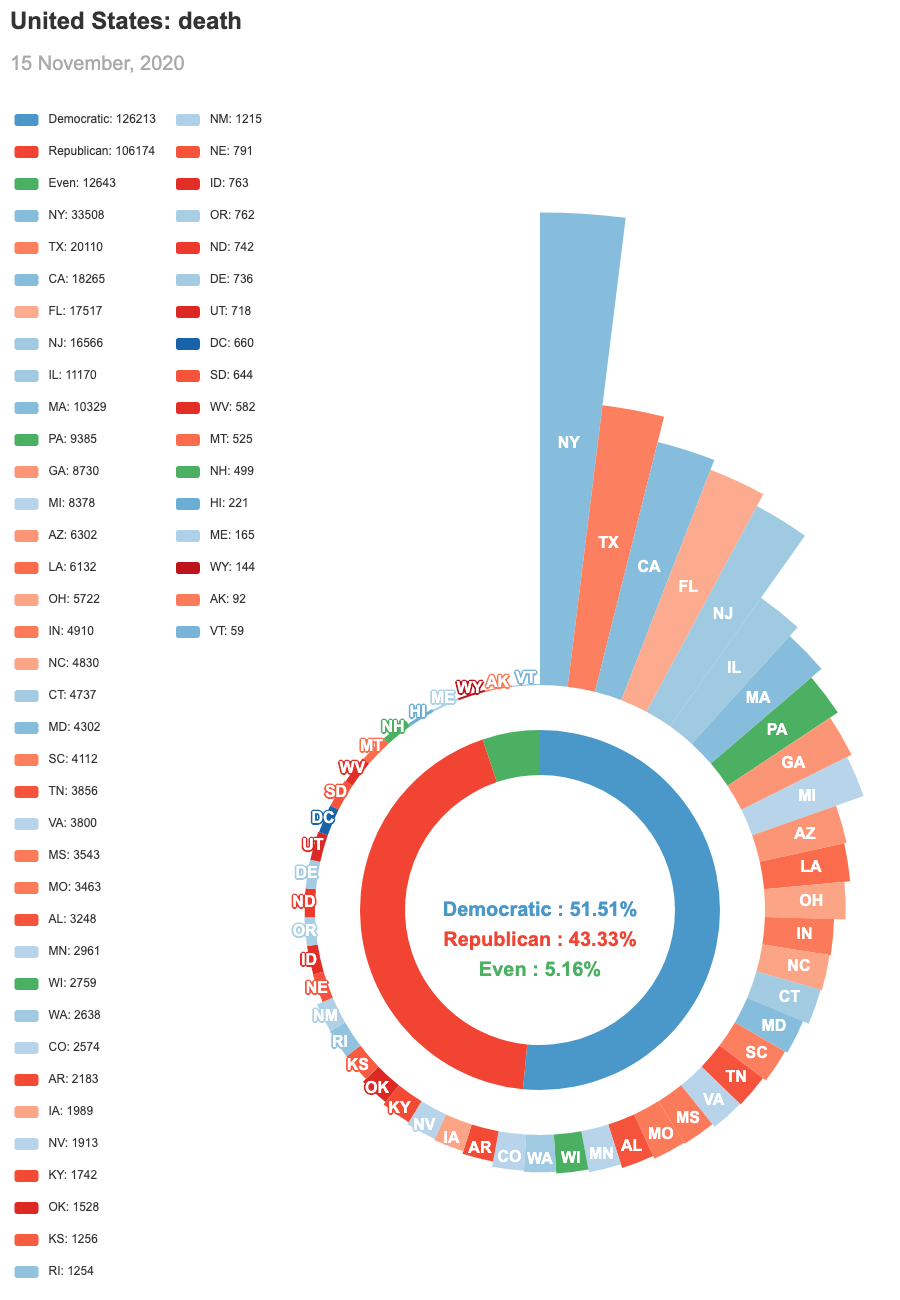 United States: death
15 November, 2020
Democratic: 126213
Republican: 106174
Even: 12643
NY: 33508
TX: 20110
CA: 18265
FL: 17517
NJ: 16566
IL: 11170
MA: 10329
PA: 9385
GA: 8730
MI: 8378
AZ: 6302
LA: 6132
OH: 5722
IN: 4910
NC: 4830
CT: 4737
MD: 4302
SC: 4112
TN: 3856
VA: 3800
MS: 3543
MO: 3463
AL: 3248
MN: 2961
WI: 2759
WA: 2638
CO: 2574
AR: 2183
IA: 1989
NV: 1913
KY: 1742
OK: 1528
KS: 1256
RI: 1254
NM: 1215
NE: 791
ID: 763
OR: 762
ND: 742
DE: 736
UT: 718
DC: 660
SD: 644
WV: 582
MT: 525
NH: 499
HI: 221
ME: 165
WY: 144
AK: 92
VT: 59
NY
TX
CA
FL
NJ
IL
MA
PA
GA
MI
AZ
LA
OH
IN
NC
CT
MD
SC
TN
VA
MS
MO
AL
MN
WI
WA
CO
AR
IA
NV
KY
OK
KS
RI
NM
NE
ID
OR
ND
DE
UT
DC
SD
WV
MT
NH
HI
ME
WY
AK
VT
Democratic : 51.51%
Republican : 43.33%
Even : 5.16%